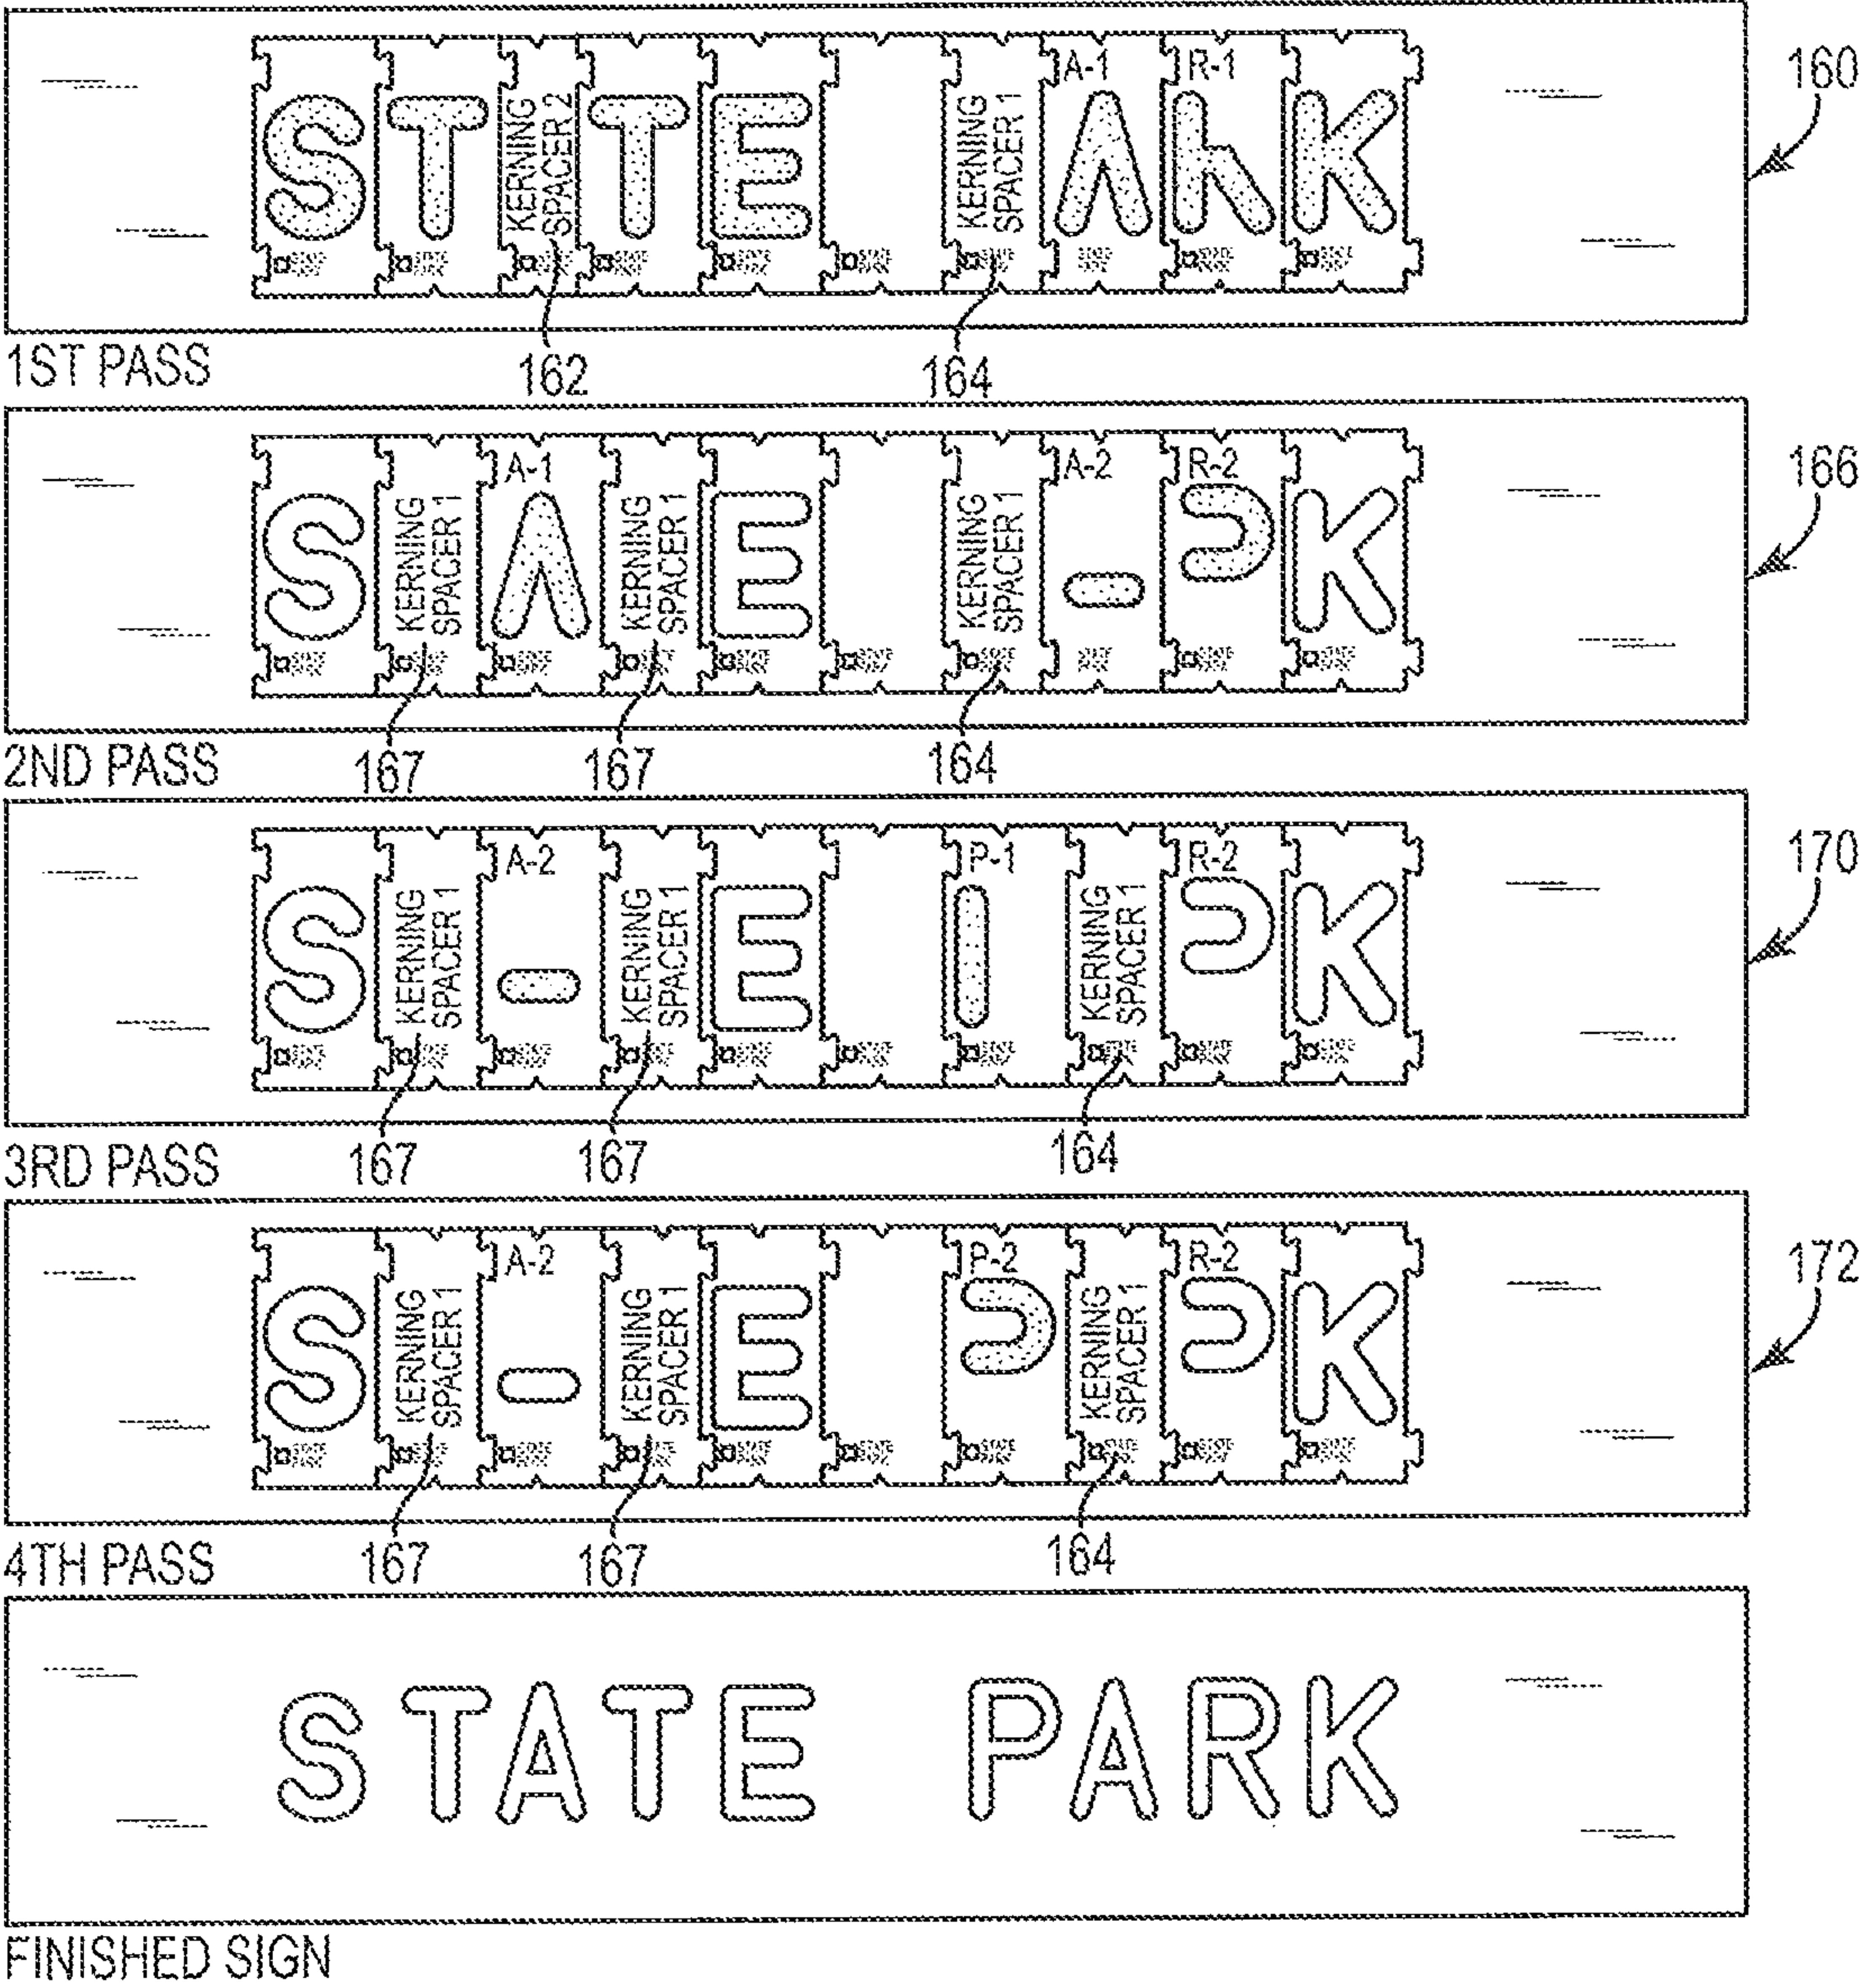 A-1 R-1
S T KERNING SPACER 2 T E KERNING SPACER 1 A R K
160
1ST PASS 162 164
A-1 A-2 R-2
S KERNING SPACER 1 A KERNING SPACER 1 E KERNING SPACER 1 - P K
166
2ND PASS 167 167 164
A-2 P-1 R-2
S KERNING SPACER 1 - KERNING SPACER 1 E I KERNING SPACER 1 P K
170
3RD PASS 167 167 164
A-2 P-2 R-2
S KERNING SPACER 1 - KERNING SPACER 1 E P KERNING SPACER 1 P K
172
4TH PASS 167 167 164
STATE PARK
FINISHED SIGN